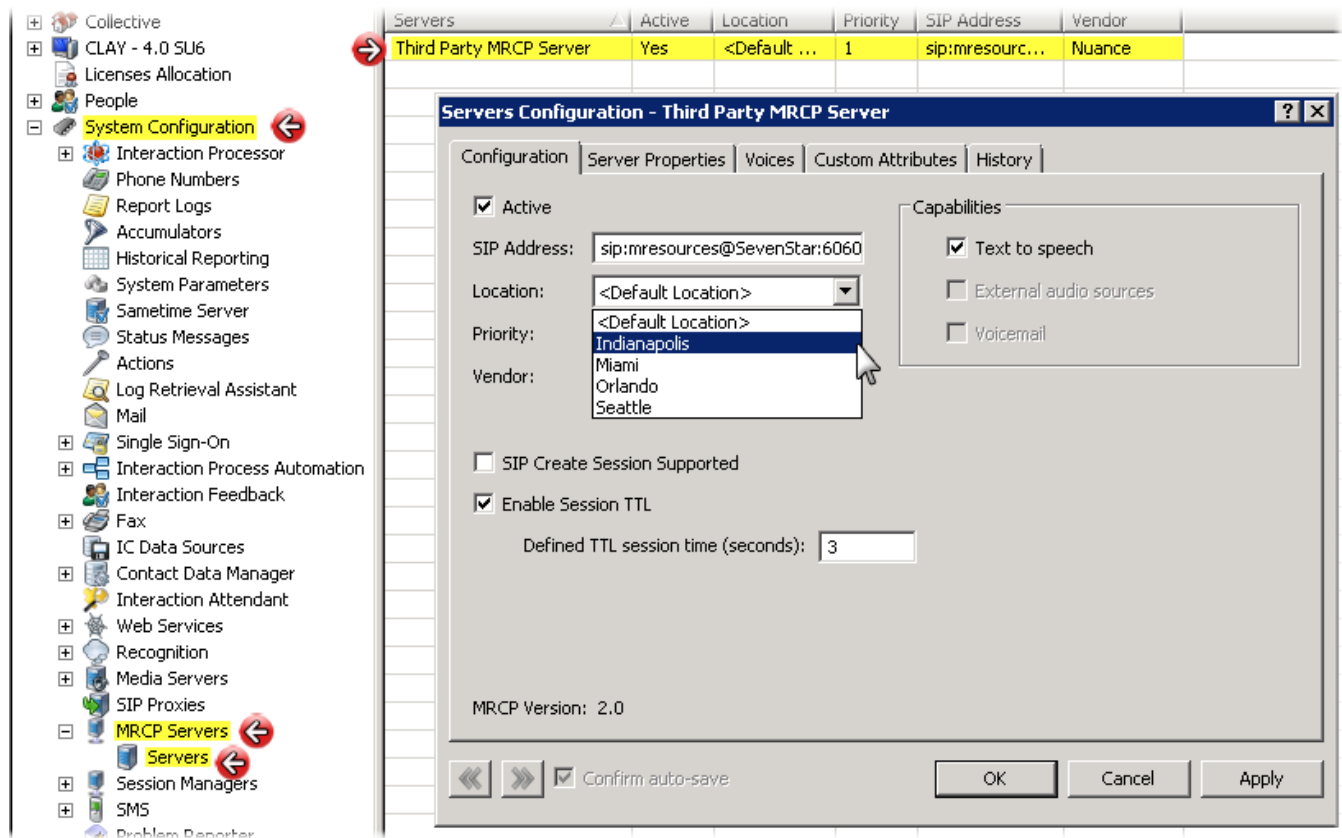 Collective
CLAY - 4.0 SU6
Licenses Allocation
People
System Configuration
Interaction Processor
Phone Numbers
Report Logs
Accumulators
Historical Reporting
System Parameters
Sametime Server
Status Messages
Actions
Log Retrieval Assistant
Mail
Single Sign-On
Interaction Process Automation
Interaction Feedback
Fax
IC Data Sources
Contact Data Manager
Interaction Attendant
Web Services
Recognition
Media Servers
SIP Proxies
MRCP Servers
Servers
Session Managers
SMS
Problem Reporter
Servers Active Location Priority SIP Address Vendor
Third Party MRCP Server Yes <Default ... 1 sip:mresourc... Nuance
Servers Configuration - Third Party MRCP Server
Configuration Server Properties Voices Custom Attributes History
Active
SIP Address: sip:mresources@SevenStar:6060
Location: <Default Location>
<Default Location>
Indianapolis
Miami
Orlando
Seattle
Priority:
Vendor:
Capabilities
Text to speech
External audio sources
Voicemail
SIP Create Session Supported
Enable Session TTL
Defined TTL session time (seconds): 3
MRCP Version: 2.0
Confirm auto-save OK Cancel Apply